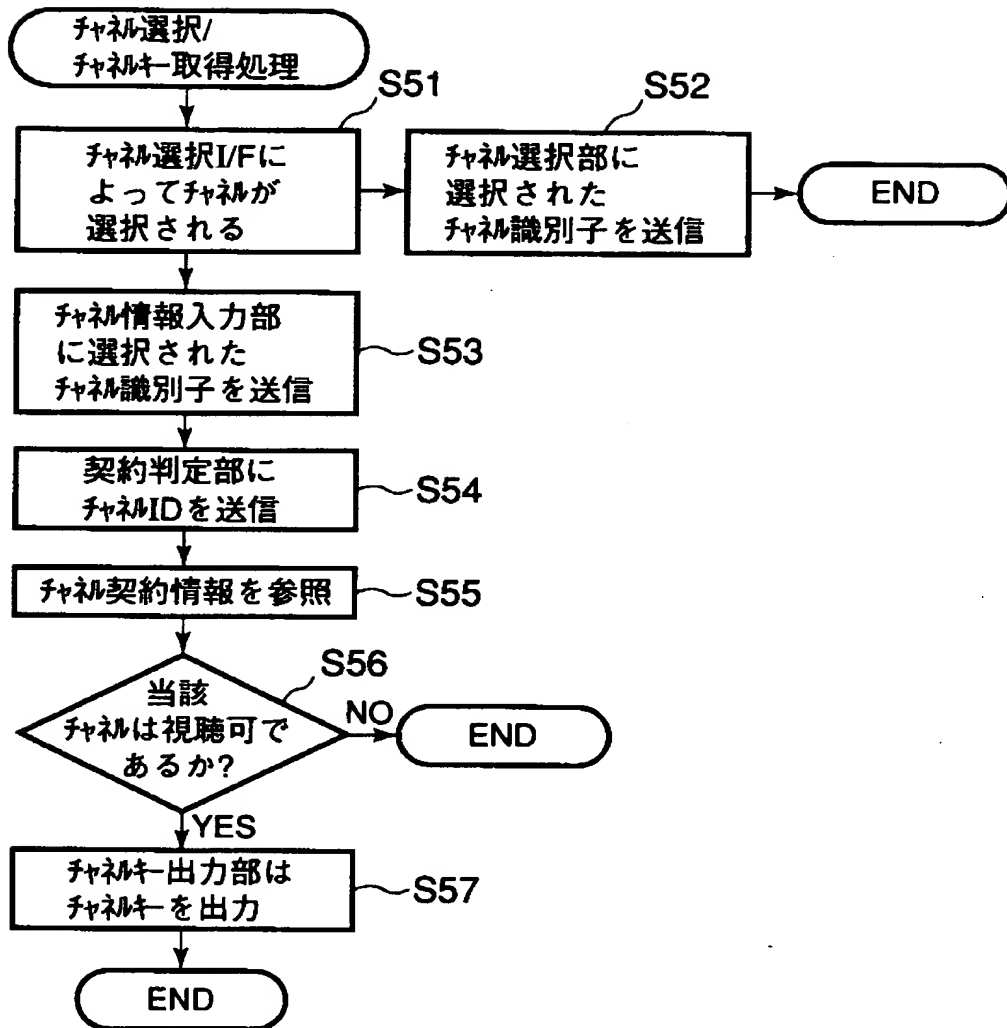 チャネル選択/
チャネルキー取得処理
S51
チャネル選択I/Fに
よってチャネルが
選択される
S52
チャネル選択部に
選択された
チャネル識別子を送信
END
チャネル情報入力部
に選択された
チャネル識別子を送信
S53
契約判定部に
チャネルIDを送信
S54
チャネル契約情報を参照
S55
S56
当該
チャネルは視聴可で
あるか?
NO
END
YES
チャネルキー出力部は
チャネルキーを出力
S57
END